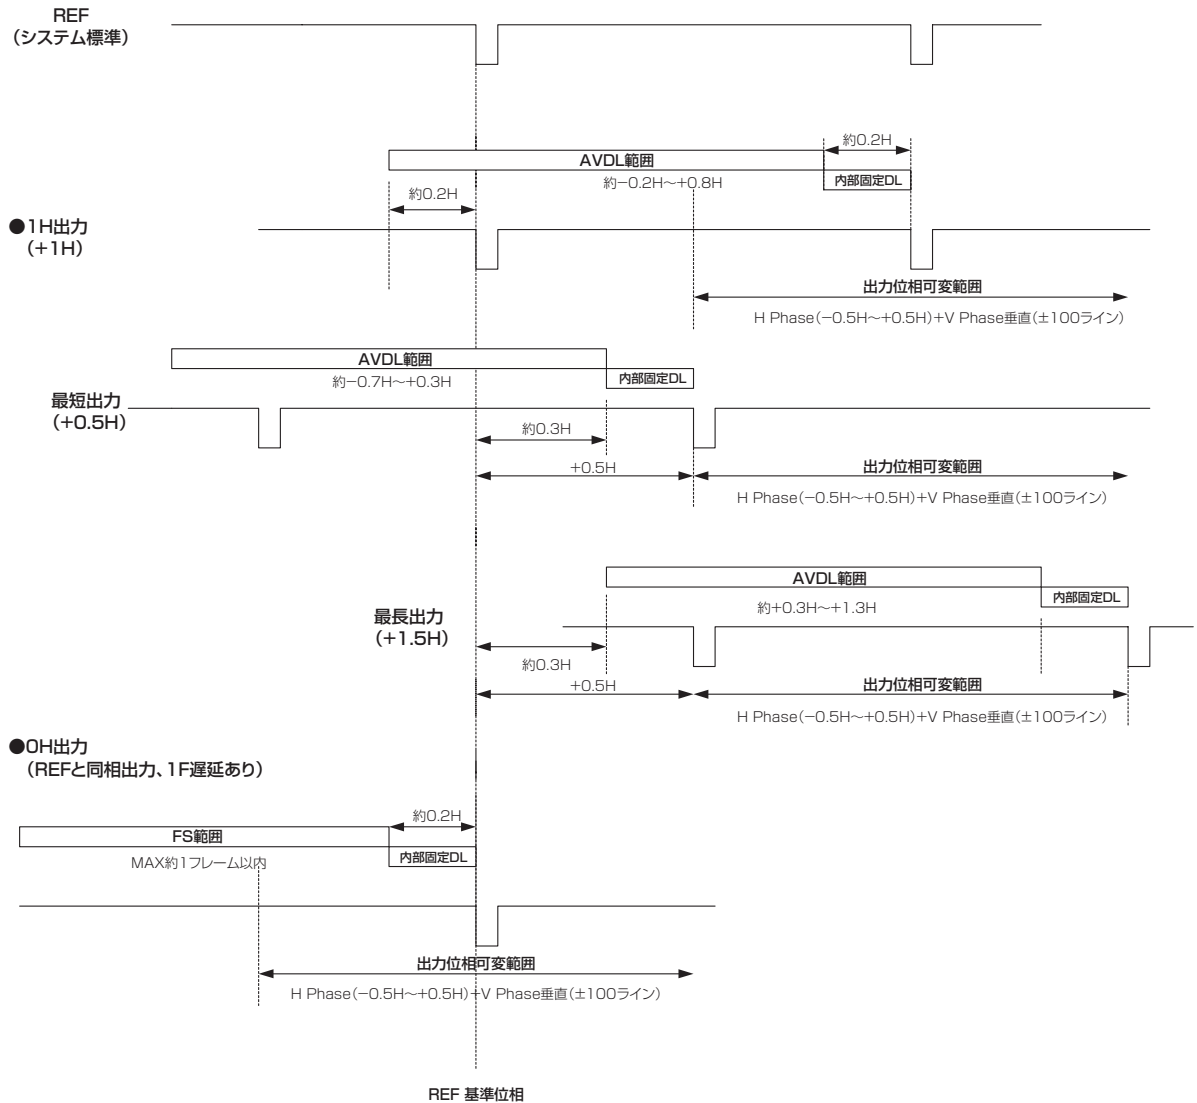 REF
（システム標準）
約0.2H
AVDL範囲
内部固定DL
約−0.2H〜+0.8H
約0.2H
●1H出力
（+1H）
出力位相可変範囲
H Phase（−0.5H〜+0.5H）+V Phase垂直（±100ライン）
AVDL範囲
内部固定DL
約−0.7H〜+0.3H
最短出力
（+0.5H）
約0.3H
+0.5H
出力位相可変範囲
H Phase（−0.5H〜+0.5H）+V Phase垂直（±100ライン）
AVDL範囲
内部固定DL
約+0.3H〜+1.3H
最長出力
（+1.5H）
約0.3H
+0.5H
出力位相可変範囲
H Phase（−0.5H〜+0.5H）+V Phase垂直（±100ライン）
●0H出力
（REFと同相出力、1F遅延あり）
約0.2H
FS範囲
内部固定DL
MAX約1フレーム以内
出力位相可変範囲
H Phase（−0.5H〜+0.5H）+V Phase垂直（±100ライン）
REF 基準位相